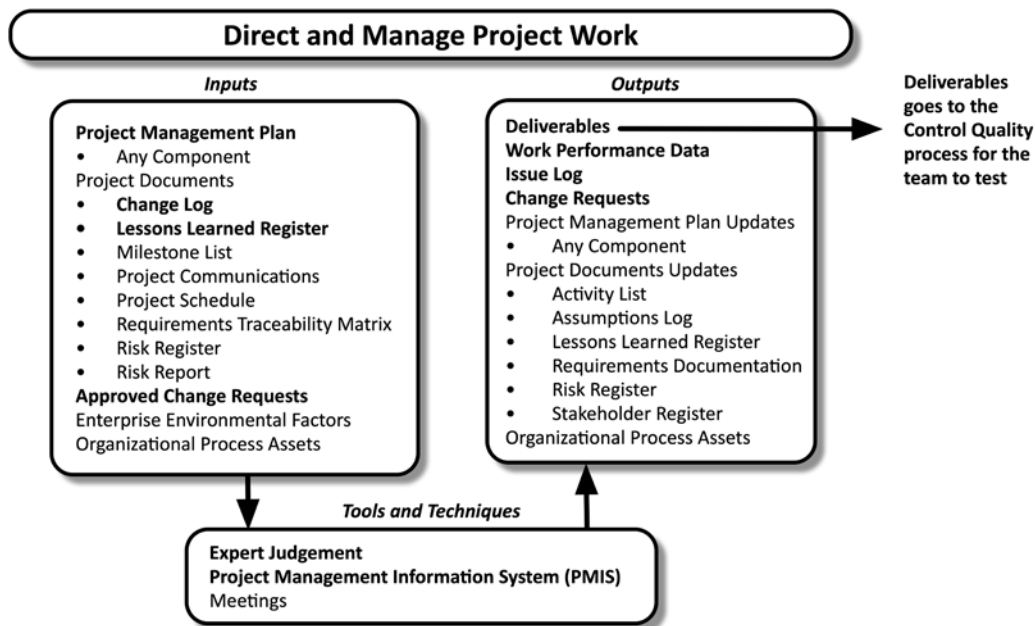 Direct and Manage Project Work
Inputs
Project Management Plan
• Any Component
Project Documents
• Change Log
• Lessons Learned Register
• Milestone List
• Project Communications
• Project Schedule
• Requirements Traceability Matrix
• Risk Register
• Risk Report
Approved Change Requests
Enterprise Environmental Factors
Organizational Process Assets
Outputs
Deliverables
Work Performance Data
Issue Log
Change Requests
Project Management Plan Updates
• Any Component
Project Documents Updates
• Activity List
• Assumptions Log
• Lessons Learned Register
• Requirements Documentation
• Risk Register
• Stakeholder Register
Organizational Process Assets
Deliverables
goes to the
Control Quality
process for the
team to test
Tools and Techniques
Expert Judgement
Project Management Information System (PMIS)
Meetings